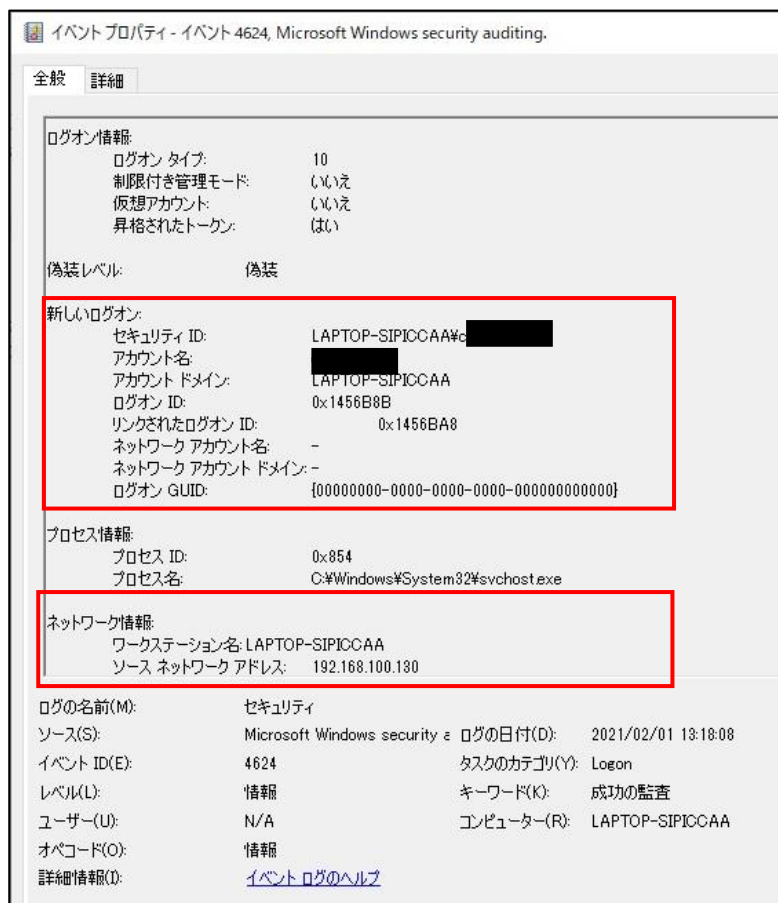 イベント プロパティ - イベント 4624, Microsoft Windows security auditing.
全般 詳細
ログオン情報:
ログオン タイプ: 10
制限付き管理モード: いいえ
仮想アカウント: いいえ
昇格されたトークン: はい
偽装レベル: 偽装
新しいログオン:
セキュリティ ID: LAPTOP-SIPICCAA¥c
アカウント名:
アカウント ドメイン: LAPTOP-SIPICCAA
ログオン ID: 0x1456B8B
リンクされたログオン ID: 0x1456BA8
ネットワーク アカウント名: -
ネットワーク アカウント ドメイン: -
ログオン GUID: {00000000-0000-0000-0000-000000000000}
プロセス情報:
プロセス ID: 0x854
プロセス名: C:¥Windows¥System32¥svchost.exe
ネットワーク情報:
ワークステーション名: LAPTOP-SIPICCAA
ソース ネットワーク アドレス: 192.168.100.130
ログの名前(M): セキュリティ
ソース(S): Microsoft Windows security a ログの日付(D): 2021/02/01 13:18:08
イベント ID(E): 4624 タスクのカテゴリ(Y): Logon
レベル(L): 情報 キーワード(K): 成功の監査
ユーザー(U): N/A コンピューター(R): LAPTOP-SIPICCAA
オペコード(O): 情報
詳細情報(I): イベント ログのヘルプ